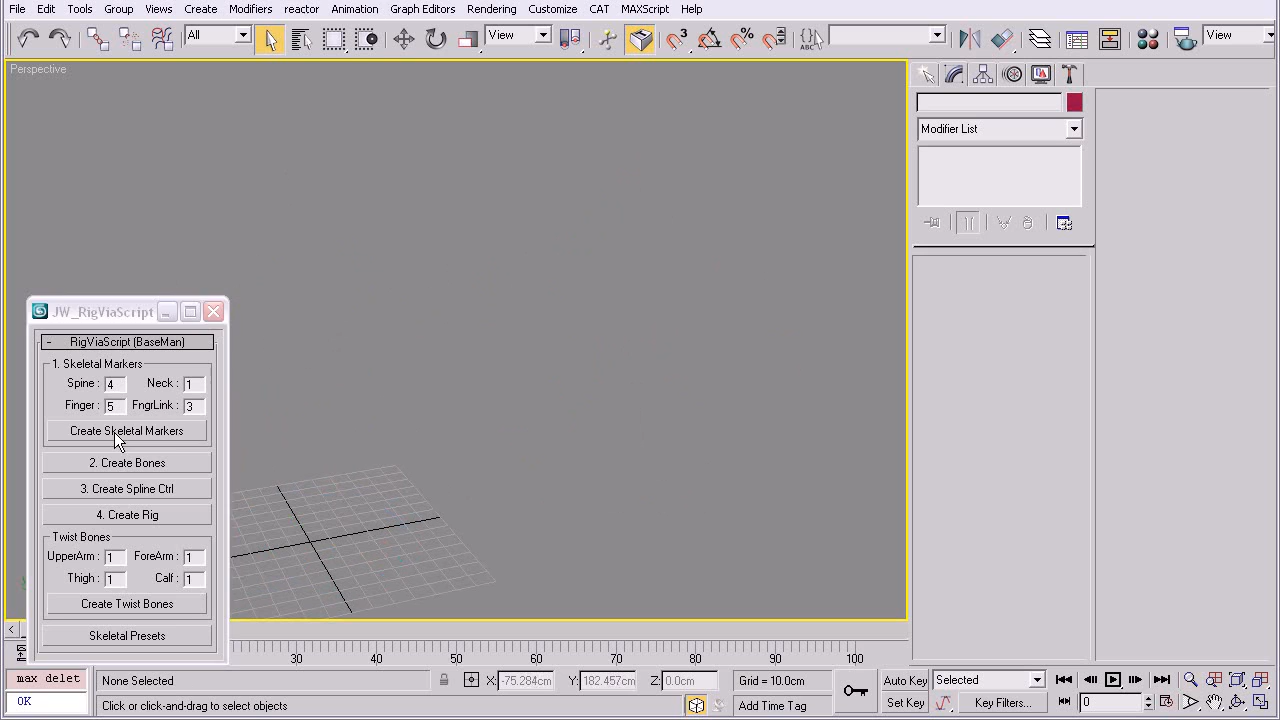 File Edit Tools Group Views Create Modifiers reactor Animation Graph Editors Rendering Customize CAT MAXScript Help
All View 3 % ABC View
Perspective
Modifier List
JW_RigViaScript
- RigViaScript (BaseMan)
1. Skeletal Markers
Spine : 4 Neck : 1
Finger : 5 FngrLink : 3
Create Skeletal Markers
2. Create Bones
3. Create Spline Ctrl
4. Create Rig
Twist Bones
UpperArm : 1 ForeArm : 1
Thigh : 1 Calf : 1
Create Twist Bones
Skeletal Presets
30 40 50 60 70 80 90 100
max delet None Selected X: -75.284cm Y: 182.457cm Z: 0.0cm Grid = 10.0cm Auto Key Selected
OK Click or click-and-drag to select objects Add Time Tag Set Key Key Filters... 0